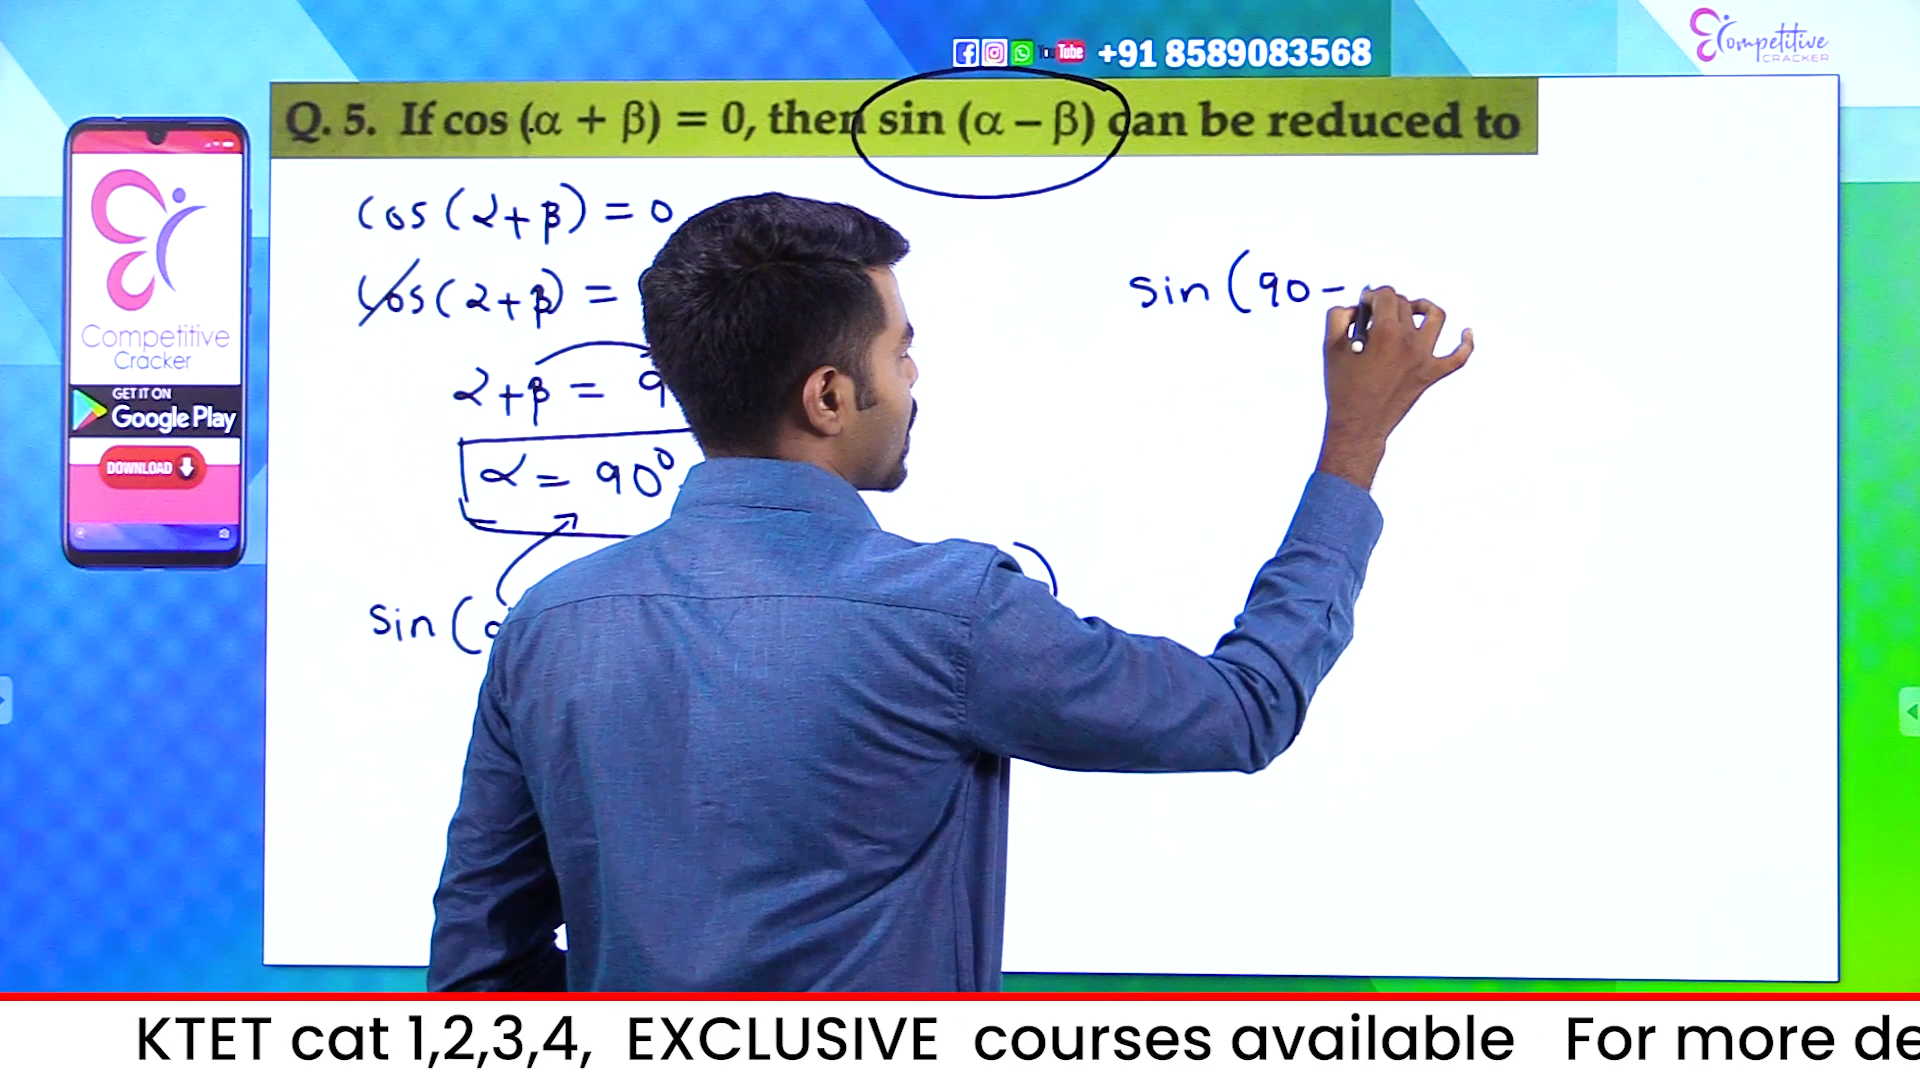 +91 8589083568
Competitive
CRACKER
Q. 5. If cos (α + β) = 0, then sin (α – β) can be reduced to
cos(α+β) = 0
cos(α+β) =
α+β = 9
α = 90°
sin(
sin(90-
Competitive
Cracker
GET IT ON
Google Play
DOWNLOAD
KTET cat 1,2,3,4, EXCLUSIVE courses available For more de